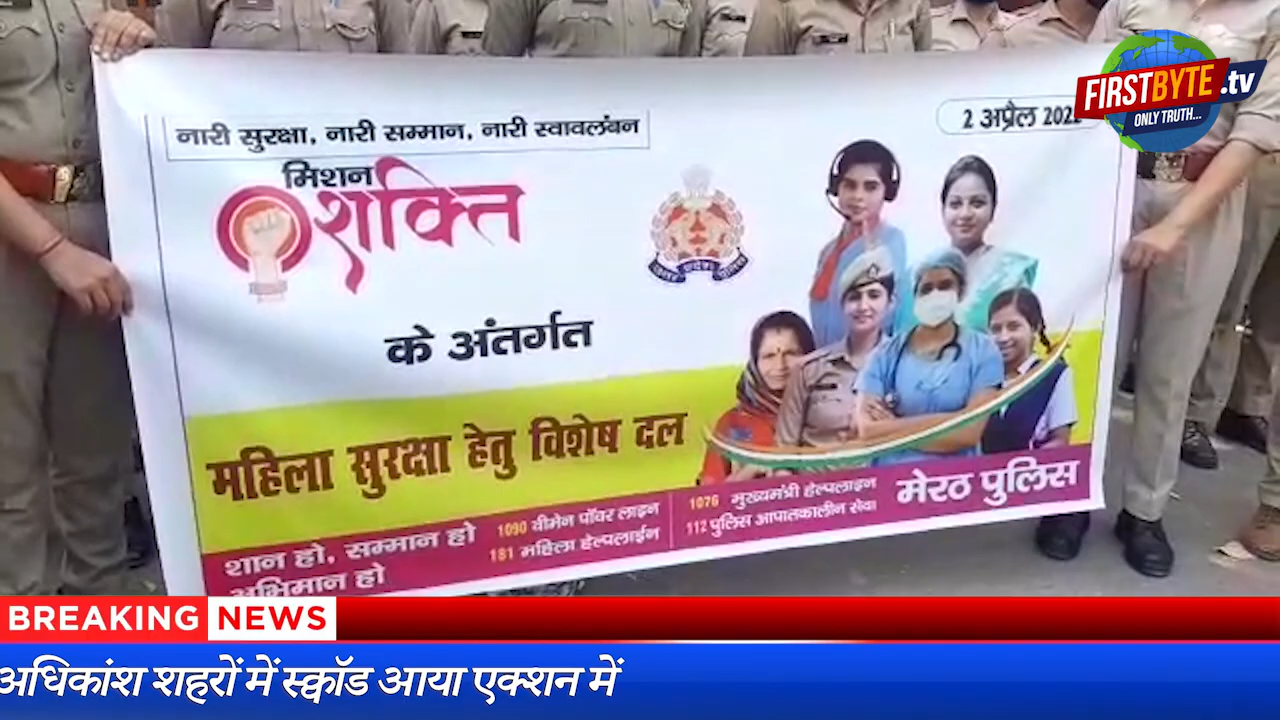 FIRSTBYTE.tv
ONLY TRUTH...
2 अप्रैल 2022
नारी सुरक्षा, नारी सम्मान, नारी स्वावलंबन
मिशन
शक्ति
के अंतर्गत
महिला सुरक्षा हेतु विशेष दल
शान हो, सम्मान हो
अभिमान हो
1090 वीमेन पॉवर लाइन
181 महिला हेल्पलाईन
1076 मुख्यमंत्री हेल्पलाइन
112 पुलिस आपातकालीन सेवा
मेरठ पुलिस
BREAKING NEWS
अधिकांश शहरों में स्क्वॉड आया एक्शन में